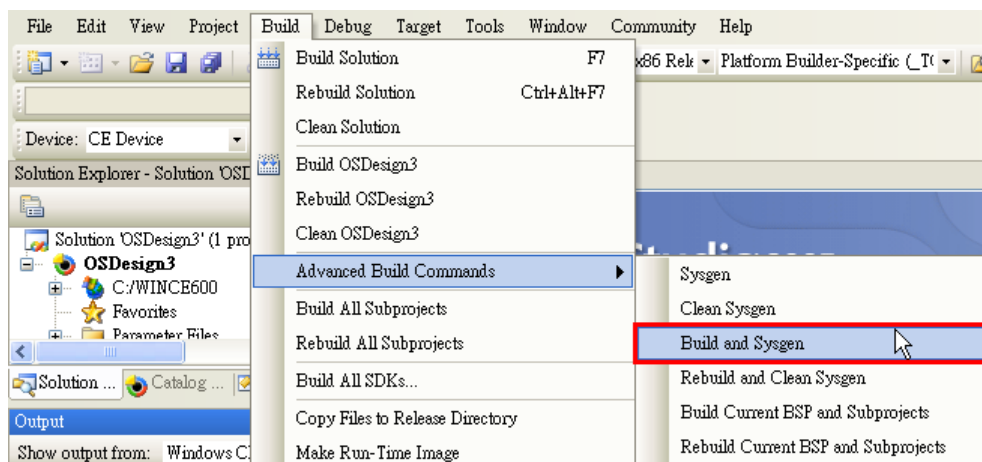 File Edit View Project Build Debug Target Tools Window Community Help
Build Solution F7
x86 Rele Platform Builder-Specific (_T(
Rebuild Solution Ctrl+Alt+F7
Clean Solution
Device: CE Device
Solution Explorer - Solution 'OSD
Build OSDesign3
Rebuild OSDesign3
Clean OSDesign3
Solution 'OSDesign3' (1 pro
OSDesign3
C:/WINCE600
Favorites
Parameter Files
Advanced Build Commands
Build All Subprojects
Rebuild All Subprojects
Build All SDKs...
Copy Files to Release Directory
Make Run-Time Image
Sysgen
Clean Sysgen
Build and Sysgen
Rebuild and Clean Sysgen
Build Current BSP and Subprojects
Rebuild Current BSP and Subprojects
Solution ... Catalog ...
Output
Show output from: Windows C